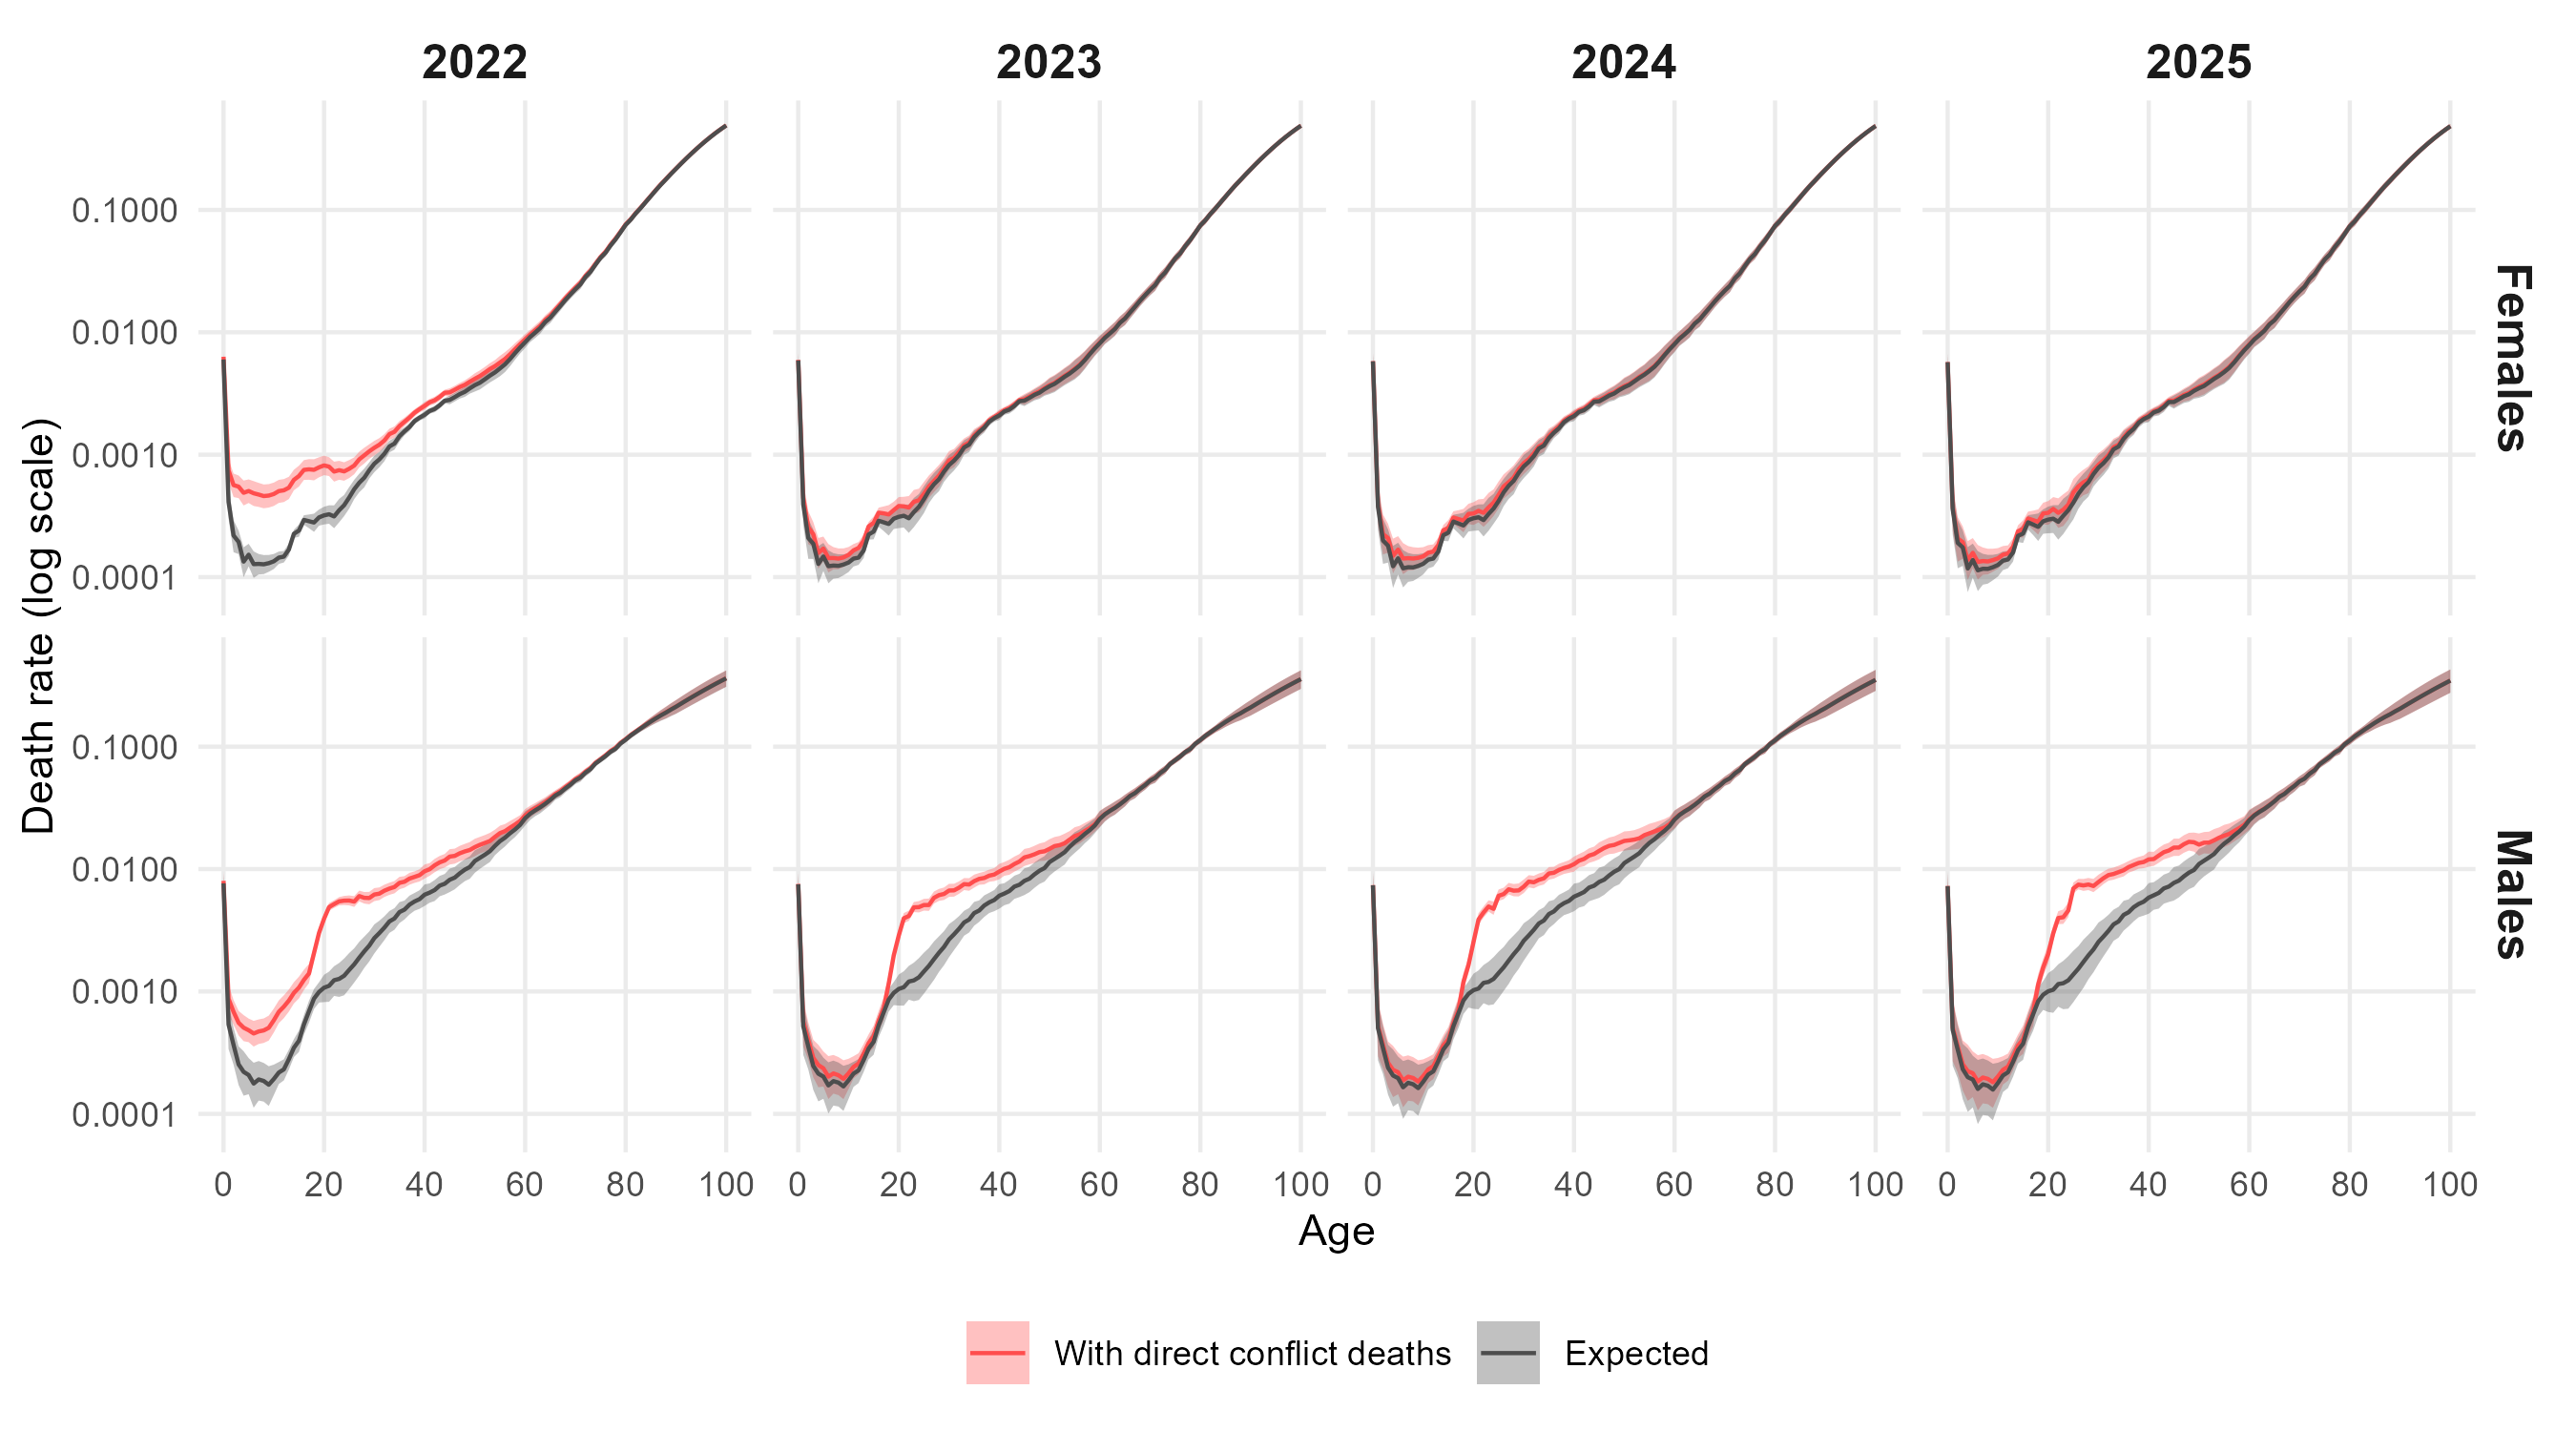 2022 2023 2024 2025
Death rate (log scale)
0.1000
0.0100
0.0010
0.0001
Females
0.1000
0.0100
0.0010
0.0001
Males
0 20 40 60 80 100 0 20 40 60 80 100 0 20 40 60 80 100 0 20 40 60 80 100
Age
With direct conflict deaths Expected